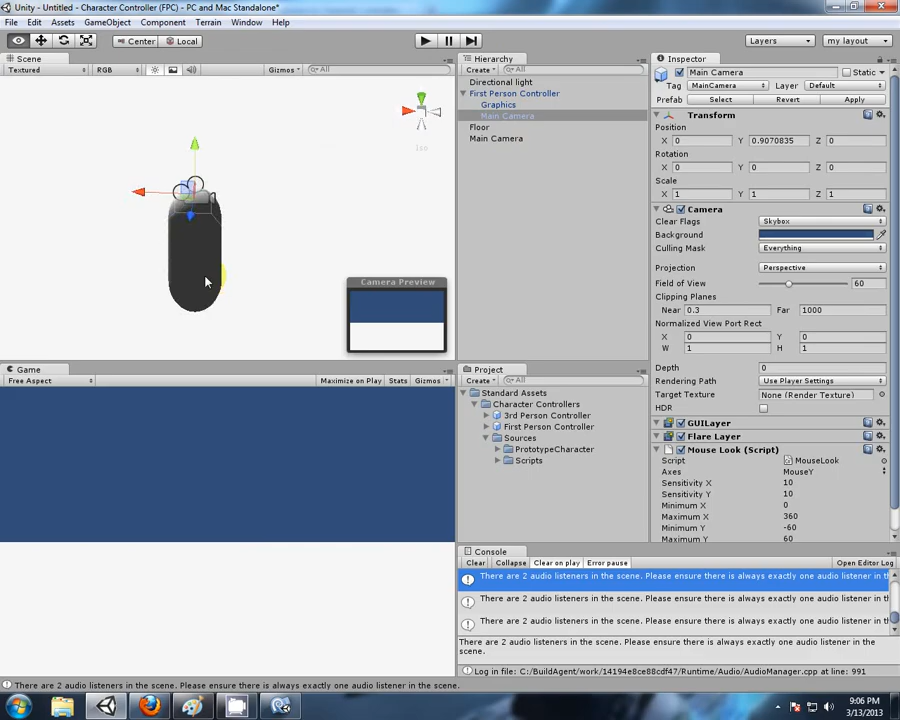 Unity - Untitled - Character Controller (FPC) - PC and Mac Standalone*
File Edit Assets GameObject Component Terrain Window Help
Center Local Layers my layout
Scene
Textured RGB Gizmos All
Iso
Camera Preview
Game
Free Aspect Maximize on Play Stats Gizmos
Hierarchy
Create All
Directional light
First Person Controller
Graphics
Main Camera
Floor
Main Camera
Project
Create All
Standard Assets
Character Controllers
3rd Person Controller
First Person Controller
Sources
PrototypeCharacter
Scripts
Inspector
Main Camera Static
Tag MainCamera Layer Default
Prefab Select Revert Apply
Transform
Position
X 0 Y 0.9070835 Z 0
Rotation
X 0 Y 0 Z 0
Scale
X 1 Y 1 Z 1
Camera
Clear Flags Skybox
Background
Culling Mask Everything
Projection Perspective
Field of View 60
Clipping Planes
Near 0.3 Far 1000
Normalized View Port Rect
X 0 Y 0
W 1 H 1
Depth 0
Rendering Path Use Player Settings
Target Texture None (Render Texture)
HDR
GUILayer
Flare Layer
Mouse Look (Script)
Script MouseLook
Axes MouseY
Sensitivity X 10
Sensitivity Y 10
Minimum X 0
Maximum X 360
Minimum Y -60
Maximum Y 60
Console
Clear Collapse Clear on play Error pause Open Editor Log
There are 2 audio listeners in the scene. Please ensure there is always exactly one audio listener in th
There are 2 audio listeners in the scene. Please ensure there is always exactly one audio listener in th
There are 2 audio listeners in the scene. Please ensure there is always exactly one audio listener in th
There are 2 audio listeners in the scene. Please ensure there is always exactly one audio listener in the
scene.
Log in file: C:/BuildAgent/work/14194e8ce88cdf47/Runtime/Audio/AudioManager.cpp at line: 991
There are 2 audio listeners in the scene. Please ensure there is always exactly one audio listener in the scene.
9:06 PM
3/13/2013